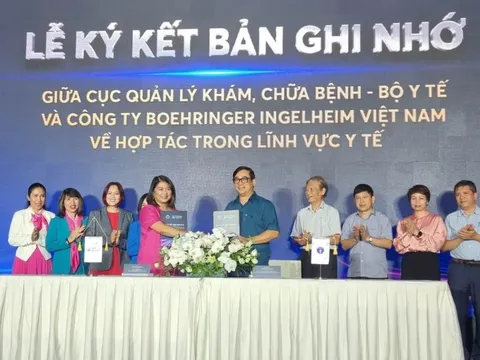 LỄ KÝ KẾT BẢN GHI NHỚ
GIỮA CỤC QUẢN LÝ KHÁM, CHỮA BỆNH - BỘ Y TẾ
VÀ CÔNG TY BOEHRINGER INGELHEIM VIỆT NAM
VỀ HỢP TÁC TRONG LĨNH VỰC Y TẾ